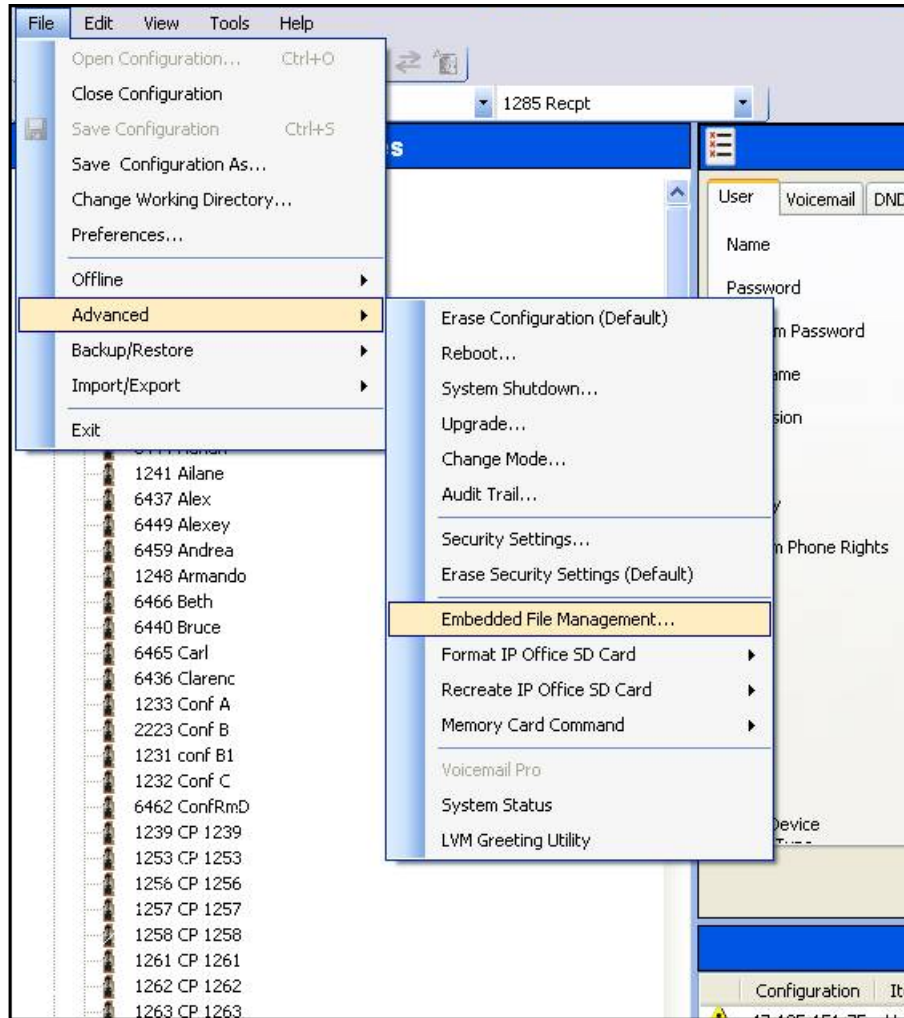 File Edit View Tools Help
Open Configuration... Ctrl+O
Close Configuration
Save Configuration Ctrl+S
Save Configuration As...
Change Working Directory...
Preferences...
Offline
Advanced
Backup/Restore
Import/Export
Exit
Erase Configuration (Default)
Reboot...
System Shutdown...
Upgrade...
Change Mode...
Audit Trail...
Security Settings...
Erase Security Settings (Default)
Embedded File Management...
Format IP Office SD Card
Recreate IP Office SD Card
Memory Card Command
Voicemail Pro
System Status
LVM Greeting Utility
1285 Recpt
s
User Voicemail DND
Name
Password
m Password
ame
sion
y
m Phone Rights
Device
1241 Ailane
6437 Alex
6449 Alexey
6459 Andrea
1248 Armando
6466 Beth
6440 Bruce
6465 Carl
6436 Clarenc
1233 Conf A
2223 Conf B
1231 conf B1
1232 Conf C
6462 ConfRmD
1239 CP 1239
1253 CP 1253
1256 CP 1256
1257 CP 1257
1258 CP 1258
1261 CP 1261
1262 CP 1262
1263 CP 1263
Configuration It